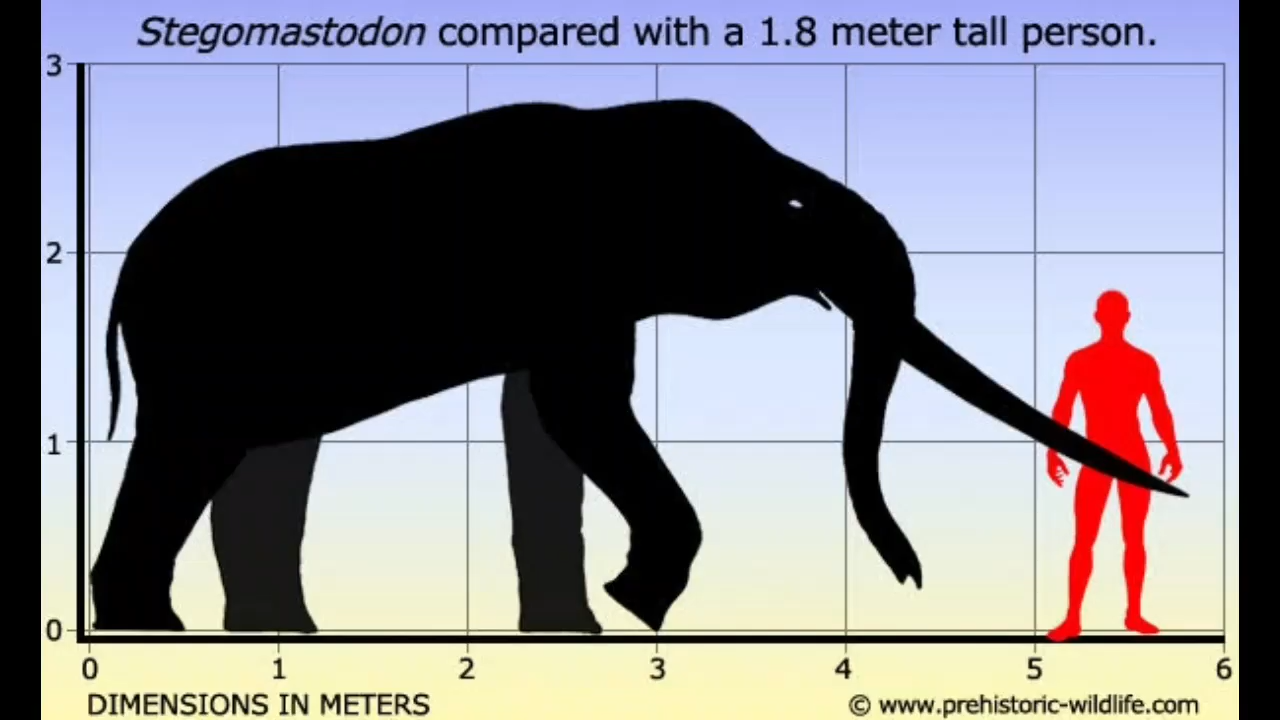 Stegomastodon compared with a 1.8 meter tall person.
3
2
1
0
0 1 2 3 4 5 6
DIMENSIONS IN METERS © www.prehistoric-wildlife.com